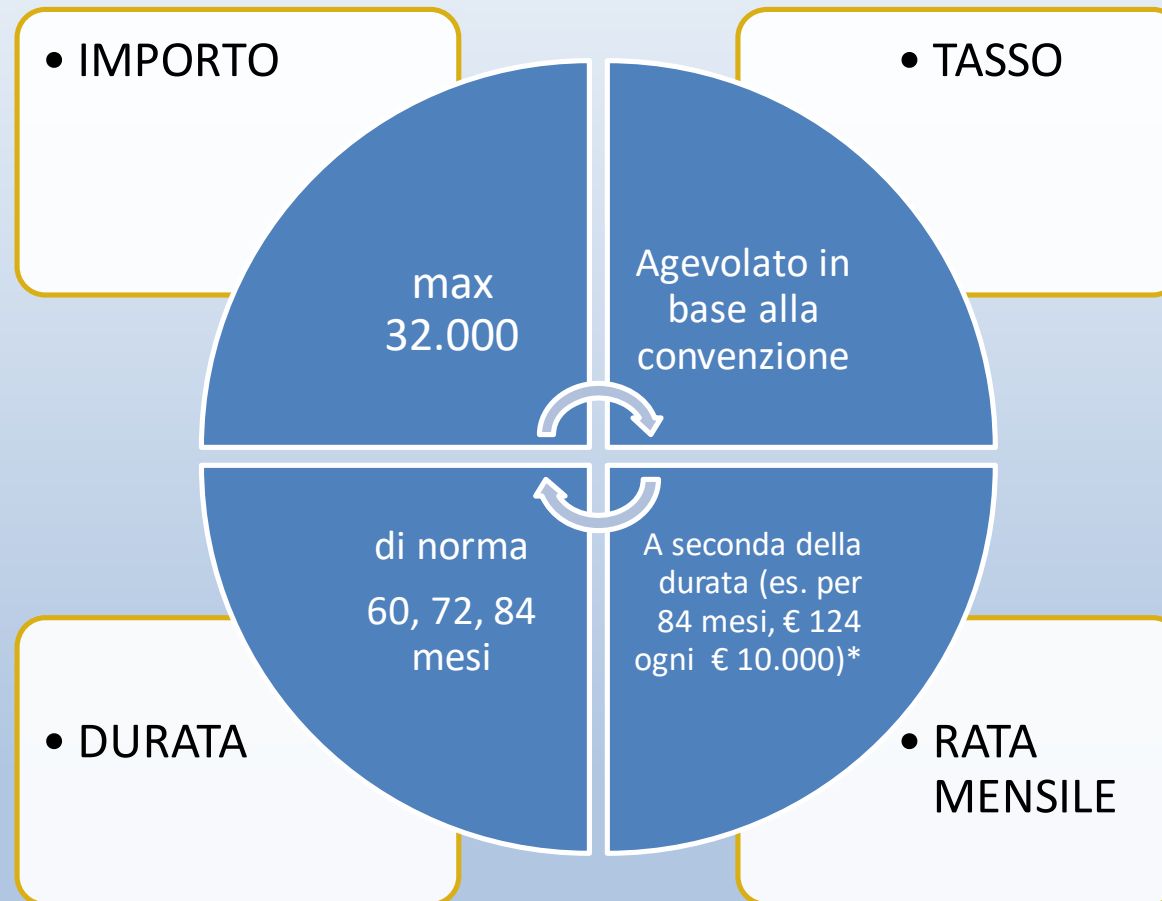 • IMPORTO
max
32.000
• TASSO
Agevolato in
base alla
convenzione
di norma
60, 72, 84
mesi
• DURATA
A seconda della
durata (es. per
84 mesi, € 124
ogni € 10.000)*
• RATA
MENSILE